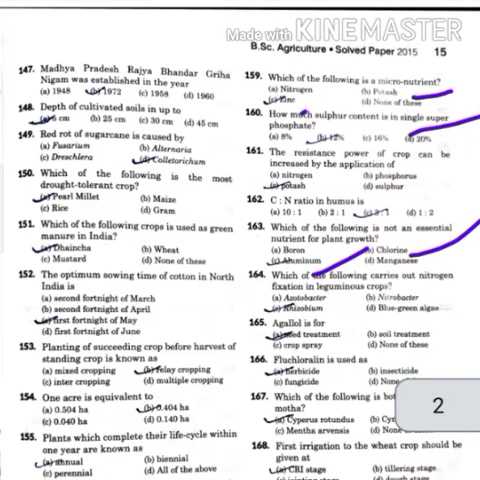 Made with KINEMASTER
B.Sc. Agriculture • Solved Paper 2015 15
147. Madhya Pradesh Rajya Bhandar Griha
Nigam was established in the year
(a) 1948 (b) 1972 (c) 1958 (d) 1960
148. Depth of cultivated soils in up to
cm (b) 25 cm (c) 30 cm (d) 45 cm
149. Red rot of sugarcane is caused by
(a) Fusarium (b) Alternaria
(c) Dreschlera (d) Colletorichum
150. Which of the following is the most
drought-tolerant crop?
(a) Pearl Millet (b) Maize
(c) Rice (d) Gram
151. Which of the following crops is used as green
manure in India?
(a) Dhaincha (b) Wheat
(c) Mustard (d) None of these
152. The optimum sowing time of cotton in North
India is
(a) second fortnight of March
(b) second fortnight of April
(c) first fortnight of May
(d) first fortnight of June
153. Planting of succeeding crop before harvest of
standing crop is known as
(a) mixed cropping (b) relay cropping
(c) inter cropping (d) multiple cropping
154. One acre is equivalent to
(a) 0.504 ha (b) 0.404 ha
(c) 0.040 ha (d) 0.140 ha
155. Plants which complete their life-cycle within
one year are known as
(a) annual (b) biennial
(c) perennial (d) All of the above
159. Which of the following is a micro-nutrient?
(a) Nitrogen (b) Potash
(c) Zinc (d) None of these
160. How much sulphur content is in single super
phosphate?
(a) 8% (b) 12% (c) 16% (d) 20%
161. The resistance power of crop can be
increased by the application of
(a) nitrogen (b) phosphorus
(c) potash (d) sulphur
162. C : N ratio in humus is
(a) 10 : 1 (b) 2 : 1 (c) 3 : 1 (d) 1 : 2
163. Which of the following is not an essential
nutrient for plant growth?
(a) Boron (b) Chlorine
(c) Aluminum (d) Manganese
164. Which of the following carries out nitrogen
fixation in leguminous crops?
(a) Azotobacter (b) Nitrobacter
(c) Rhizobium (d) Blue-green algae
165. Agallol is for
(a) seed treatment (b) soil treatment
(c) crop spray (d) None of these
166. Fluchloralin is used as
(a) herbicide (b) insecticide
(c) fungicide (d) None
167. Which of the following is
motha?
(a) Cyperus rotundus (b)
(c) Mentha arvensis (d)
168. First irrigation to the wheat crop should be
given at
(a) CRI stage (b) tillering stage
(d) dough stage
2